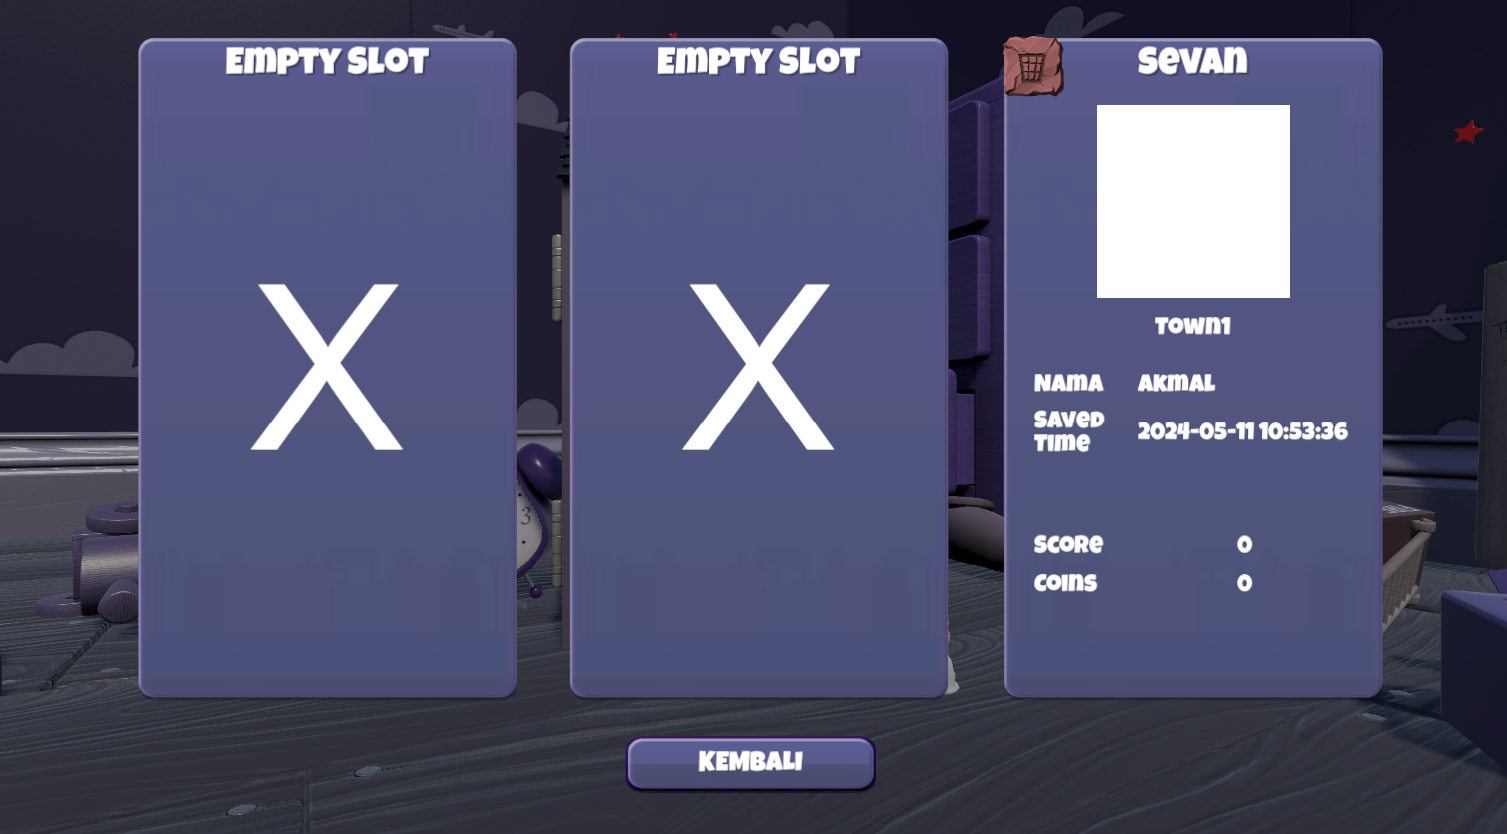 EMPTY SLOT
X
EMPTY SLOT
X
SEVAN
TOWN1
NAMA AKMAL
SAVED TIME 2024-05-11 10:53:36
SCORE 0
COINS 0
3
KEMBALI